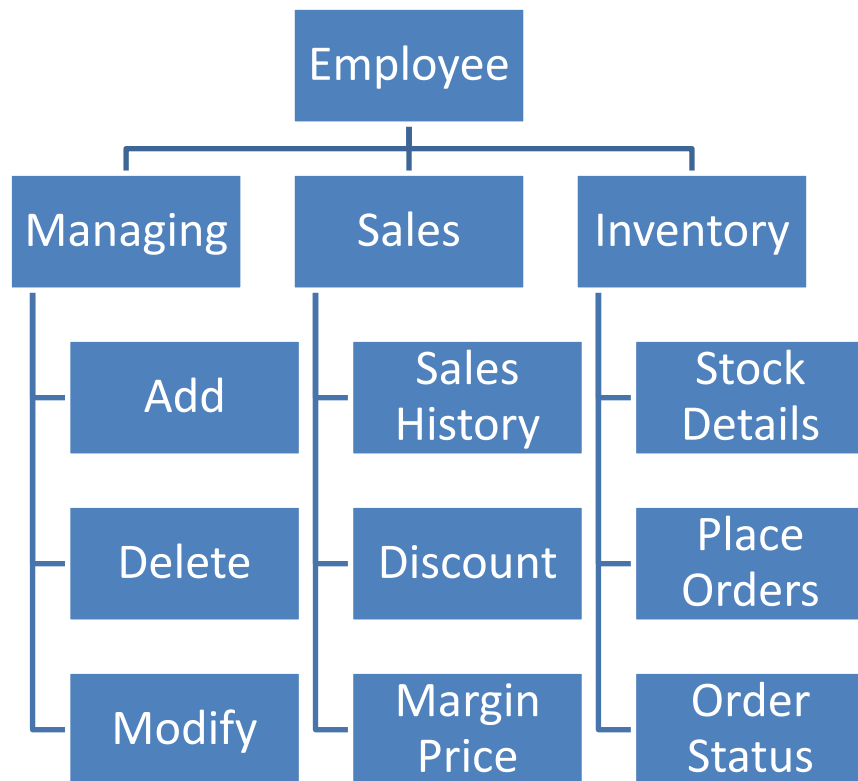 Employee
Managing
Sales
Inventory
Add
Sales
History
Stock
Details
Delete
Discount
Place
Orders
Modify
Margin
Price
Order
Status